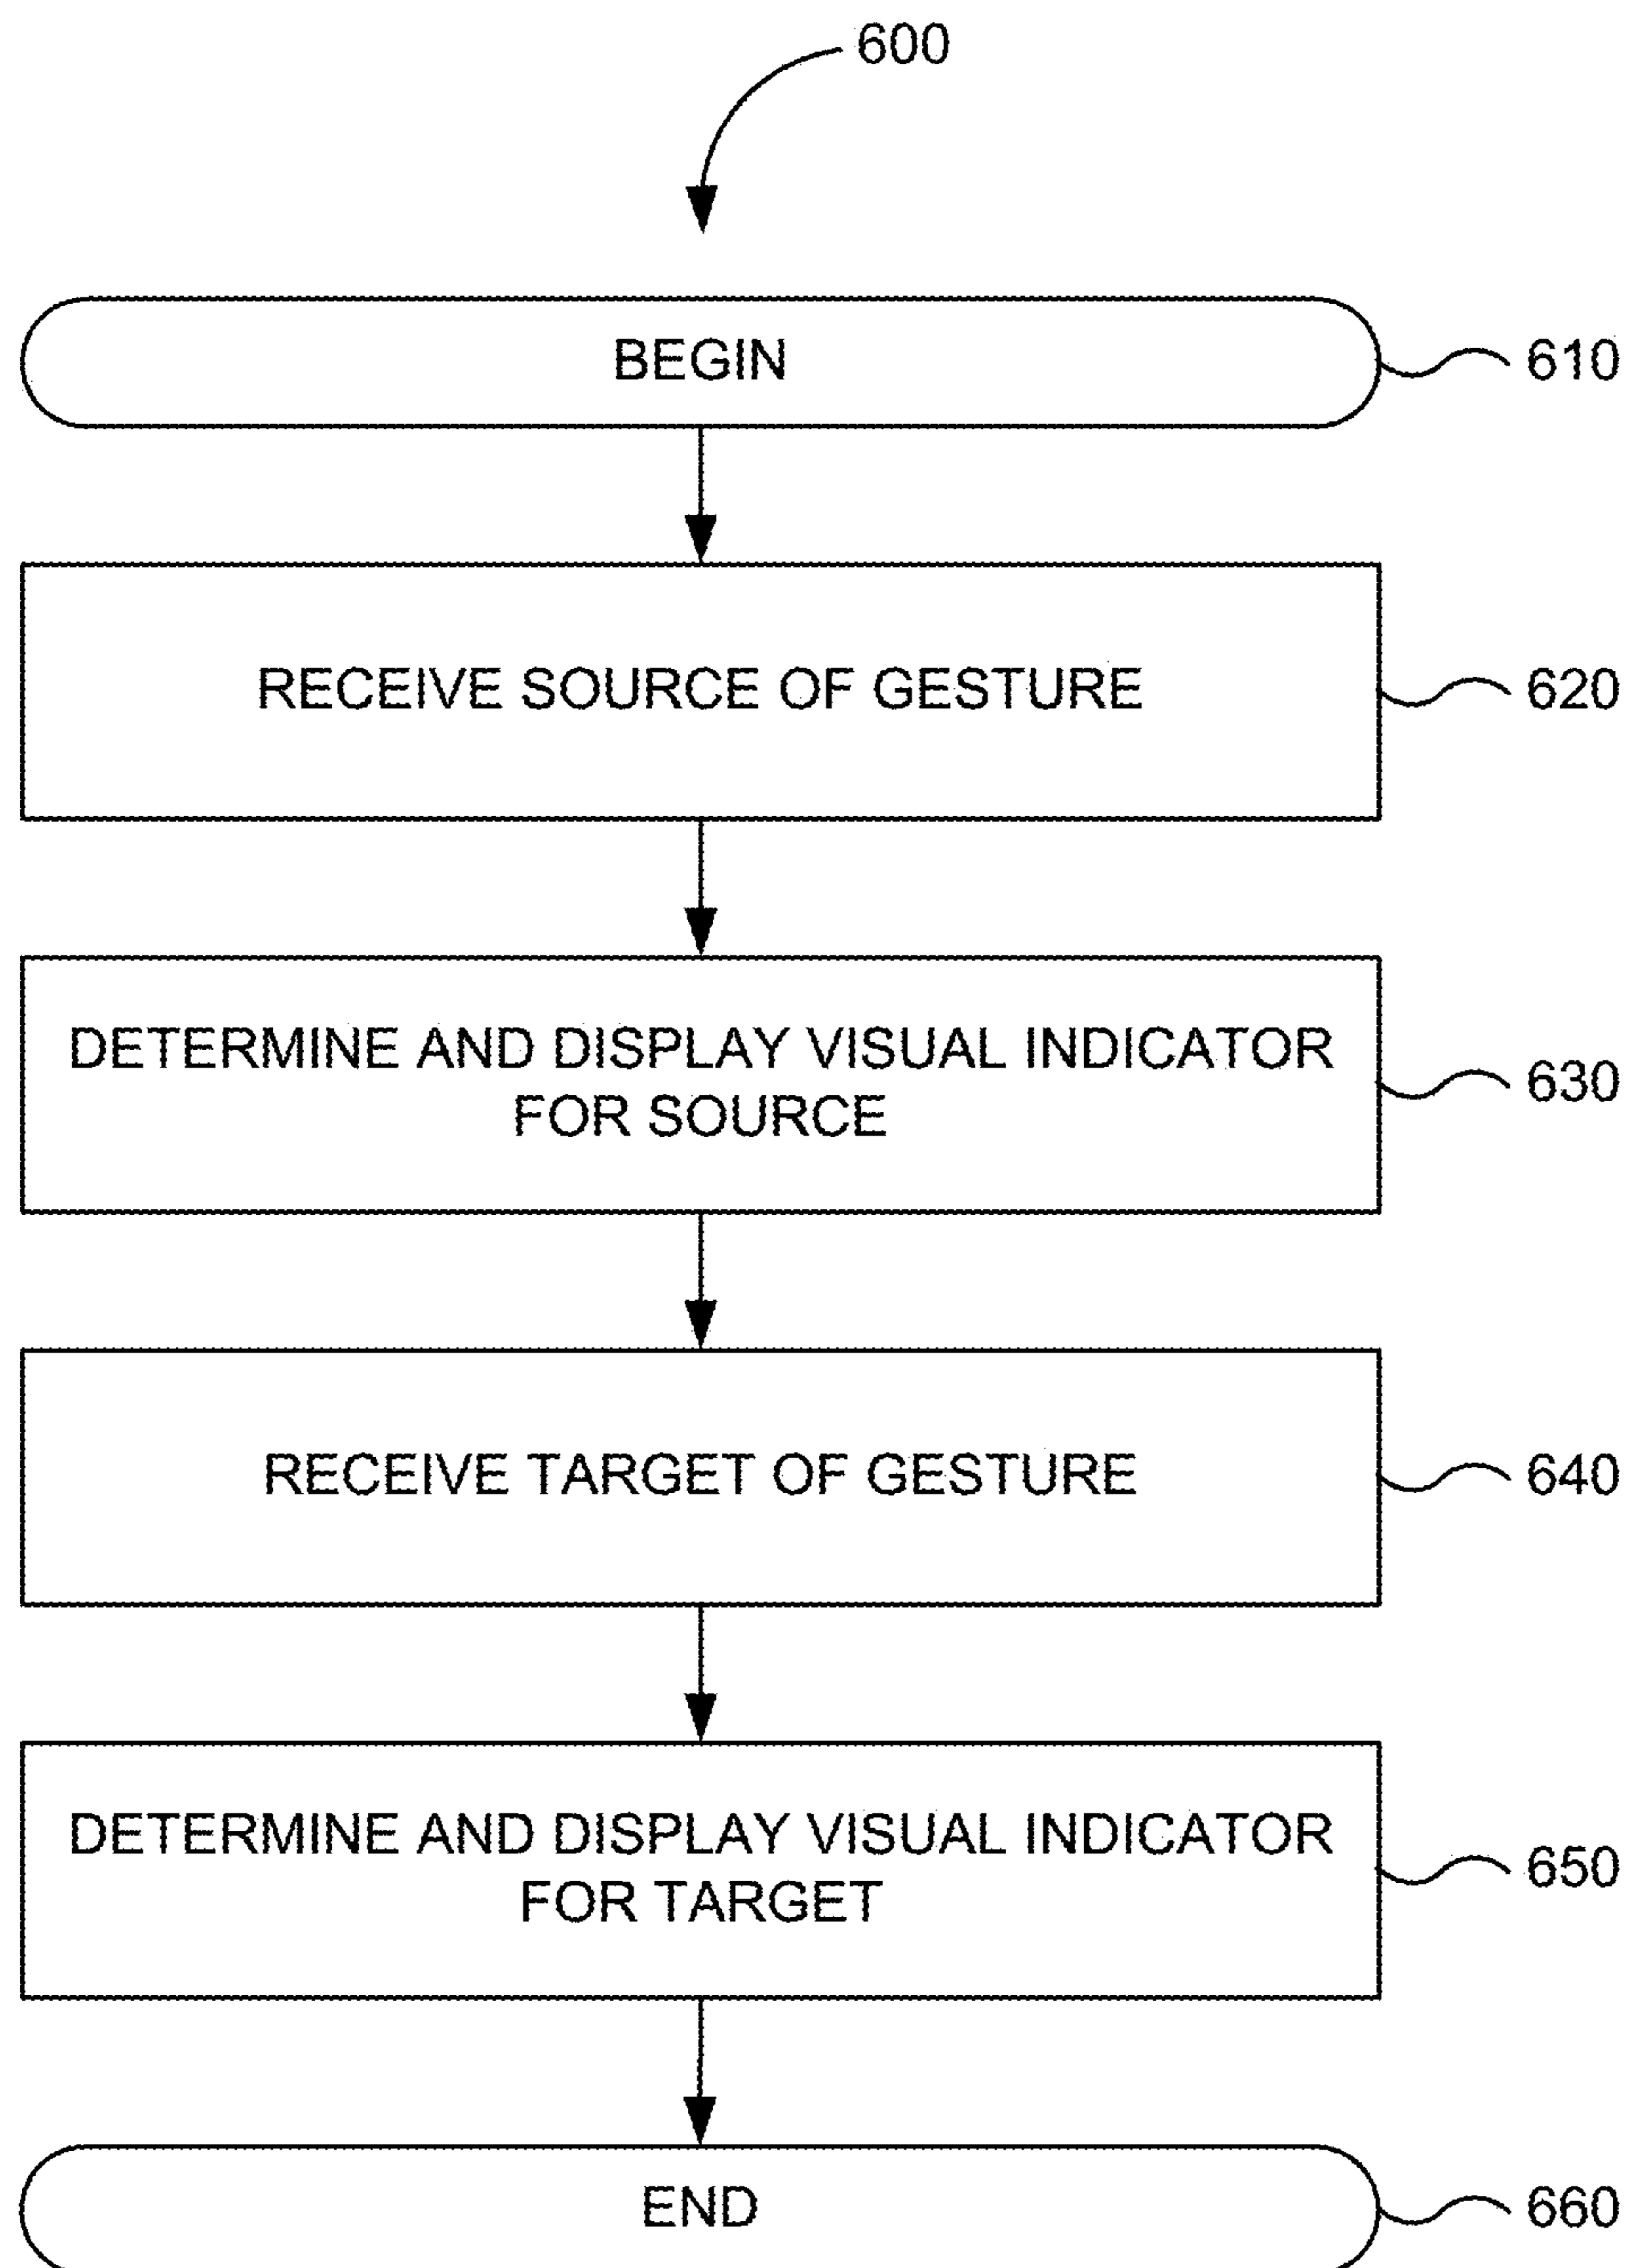 600
BEGIN
610
RECEIVE SOURCE OF GESTURE
620
DETERMINE AND DISPLAY VISUAL INDICATOR
FOR SOURCE
630
RECEIVE TARGET OF GESTURE
640
DETERMINE AND DISPLAY VISUAL INDICATOR
FOR TARGET
650
END
660